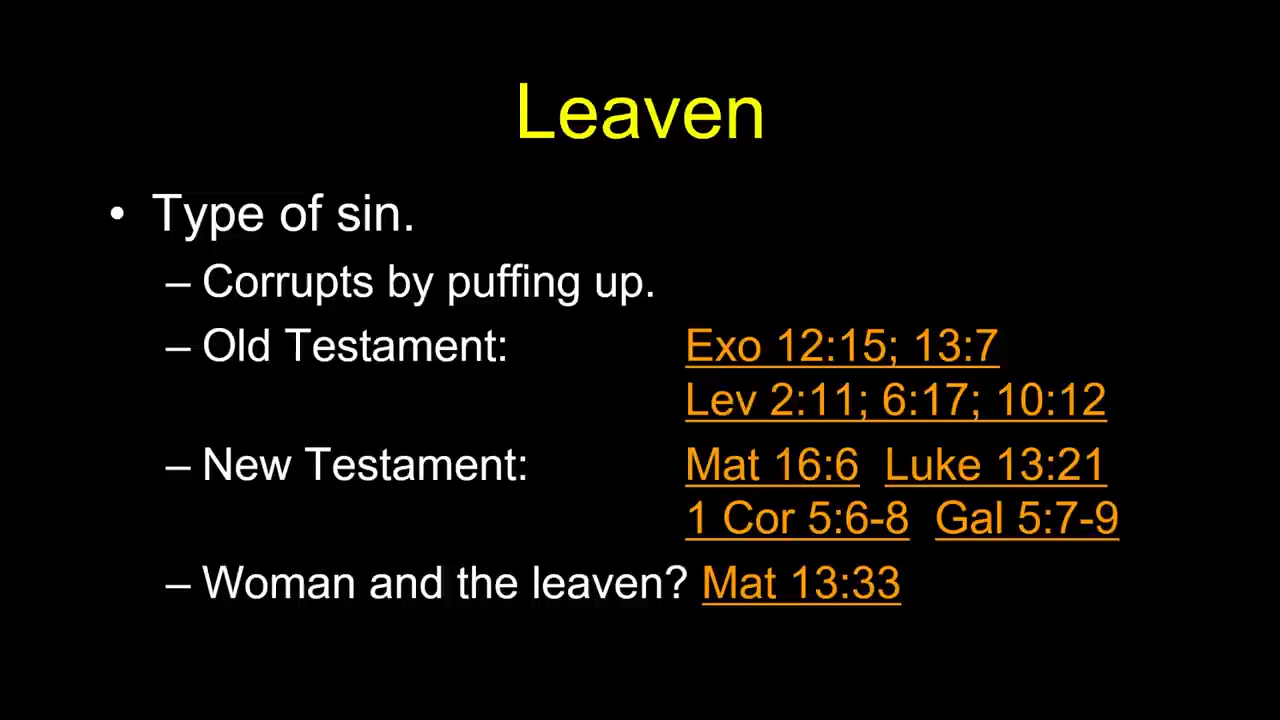 Leaven
• Type of sin.
– Corrupts by puffing up.
– Old Testament: Exo 12:15; 13:7
Lev 2:11; 6:17; 10:12
– New Testament: Mat 16:6 Luke 13:21
1 Cor 5:6-8 Gal 5:7-9
– Woman and the leaven? Mat 13:33